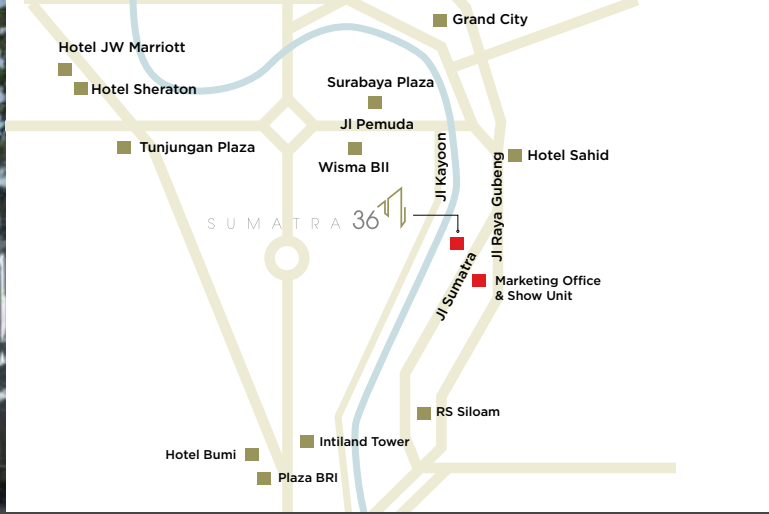 Grand City
Hotel JW Marriott
Hotel Sheraton
Surabaya Plaza
Jl Pemuda
Tunjungan Plaza
Wisma BII
Jl Kayoon
Hotel Sahid
Jl Raya Gubeng
SUMATRA 36
Jl Sumatra
Marketing Office
& Show Unit
RS Siloam
Intiland Tower
Hotel Bumi
Plaza BRI